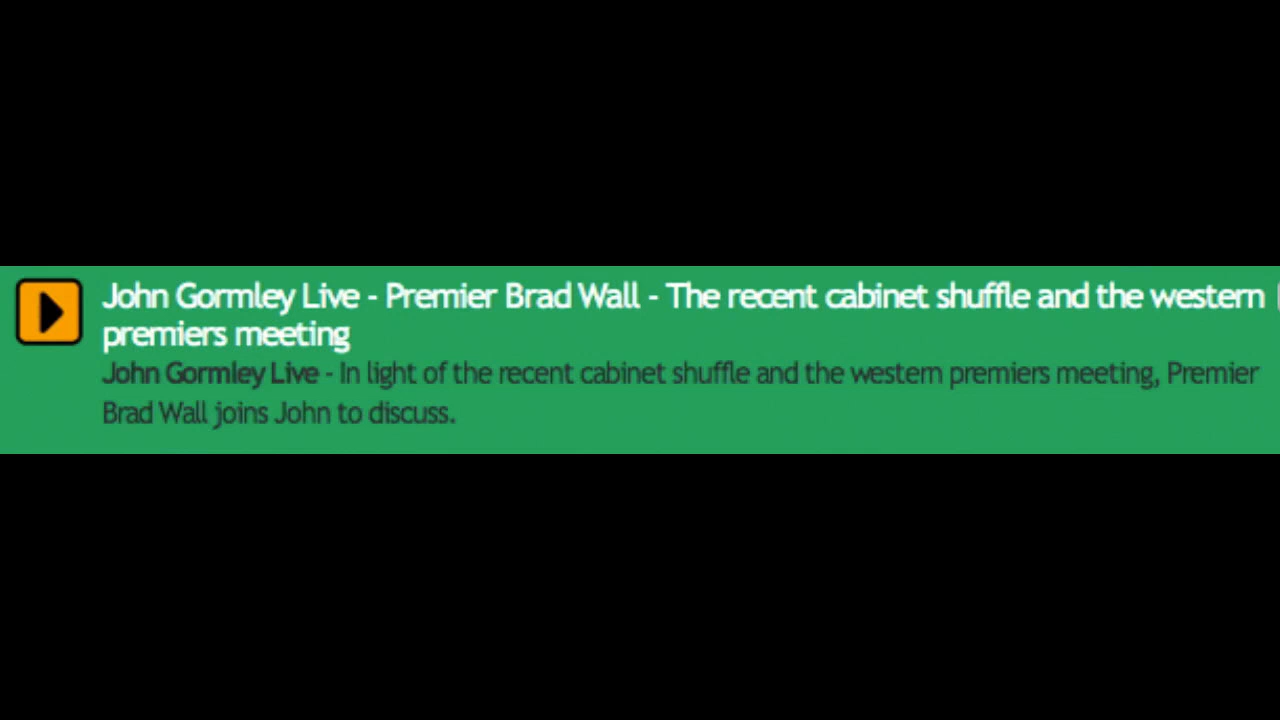 John Gormley Live - Premier Brad Wall - The recent cabinet shuffle and the western
premiers meeting
John Gormley Live - In light of the recent cabinet shuffle and the western premiers meeting, Premier
Brad Wall joins John to discuss.